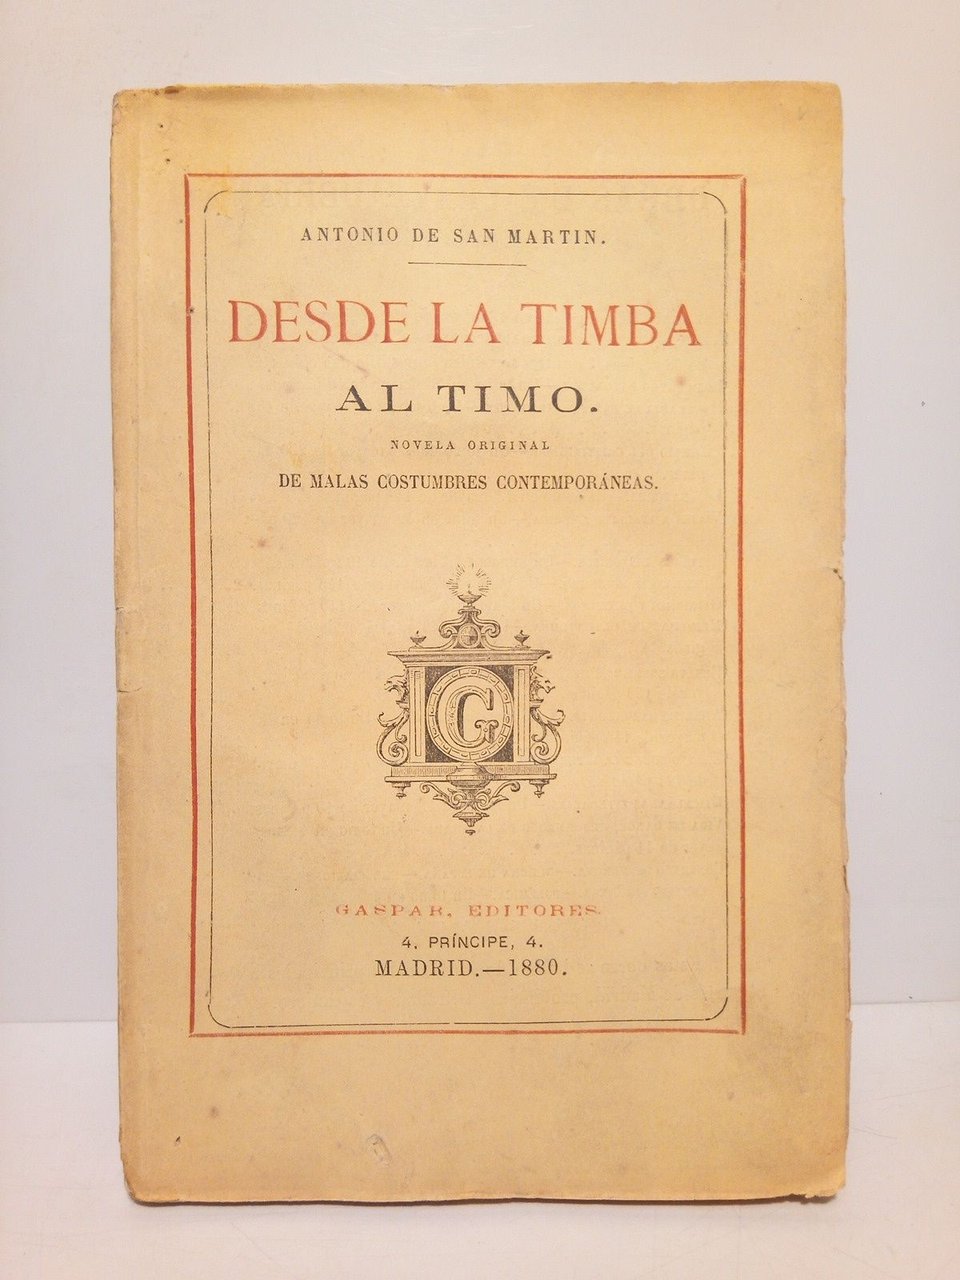 ANTONIO DE SAN MARTIN.
DESDE LA TIMBA
AL TIMO.
NOVELA ORIGINAL
DE MALAS COSTUMBRES CONTEMPORÁNEAS.
G
GASPAR, EDITORES.
4, PRÍNCIPE, 4.
MADRID.—1880.